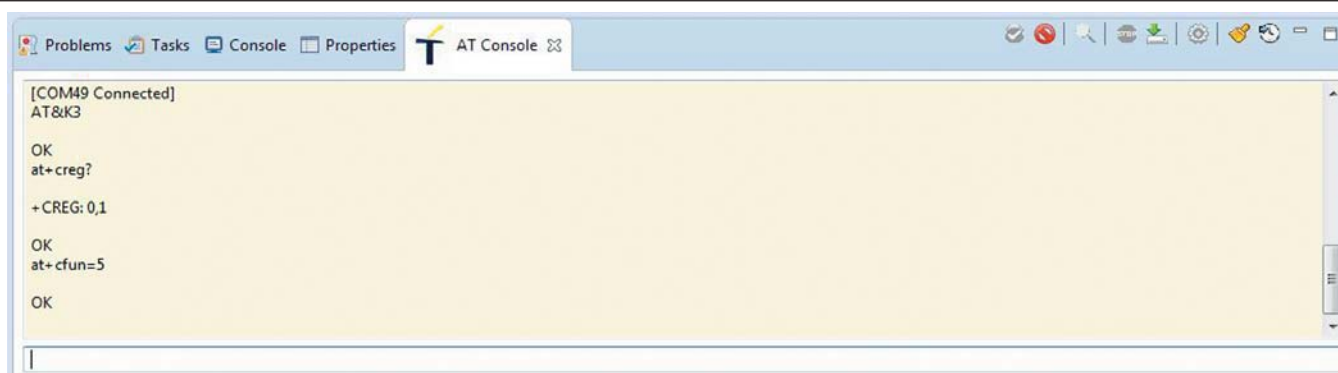 Problems Tasks Console Properties AT Console
[COM49 Connected]
AT&K3
OK
at+creg?
+CREG: 0,1
OK
at+cfun=5
OK